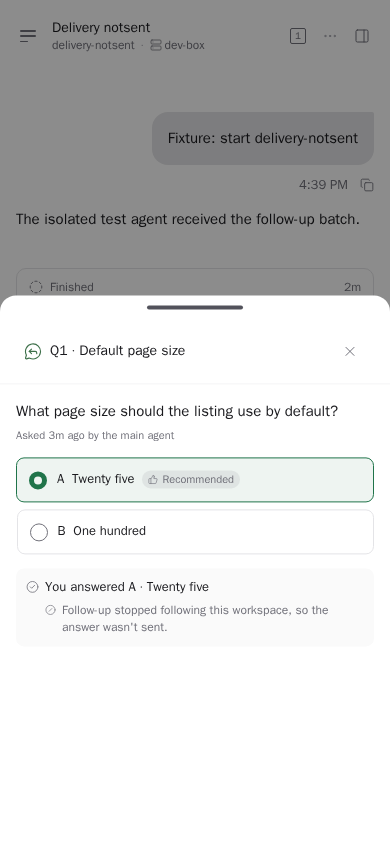 Delivery notsent
delivery-notsent · dev-box
1
Fixture: start delivery-notsent
4:39 PM
The isolated test agent received the follow-up batch.
Finished 2m
Q1 · Default page size
What page size should the listing use by default?
Asked 3m ago by the main agent
A Twenty five Recommended
B One hundred
You answered A · Twenty five
Follow-up stopped following this workspace, so the
answer wasn't sent.